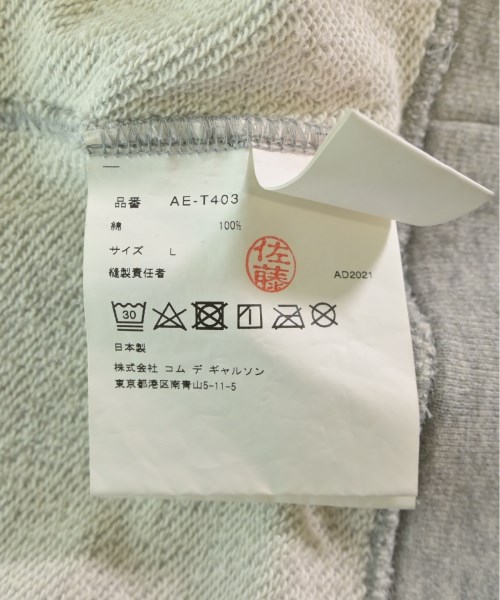 品番 AE-T403
綿 100%
サイズ L
佐藤
縫製責任者 AD2021
30
日本製
株式会社 コム デ ギャルソン
東京都港区南青山5-11-5